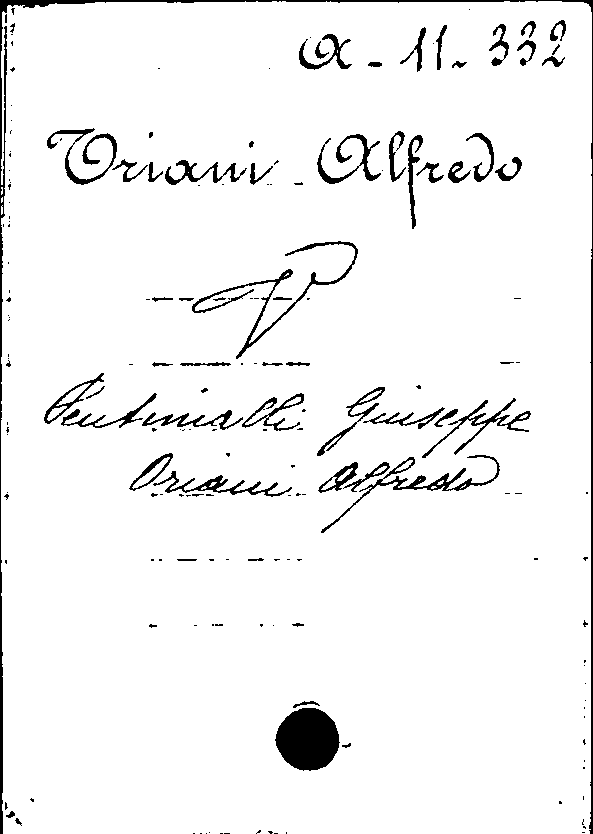 A - 11. 332
Oriani Alfredo
V
Pentimalli Giuseppe
Oriani Alfredo